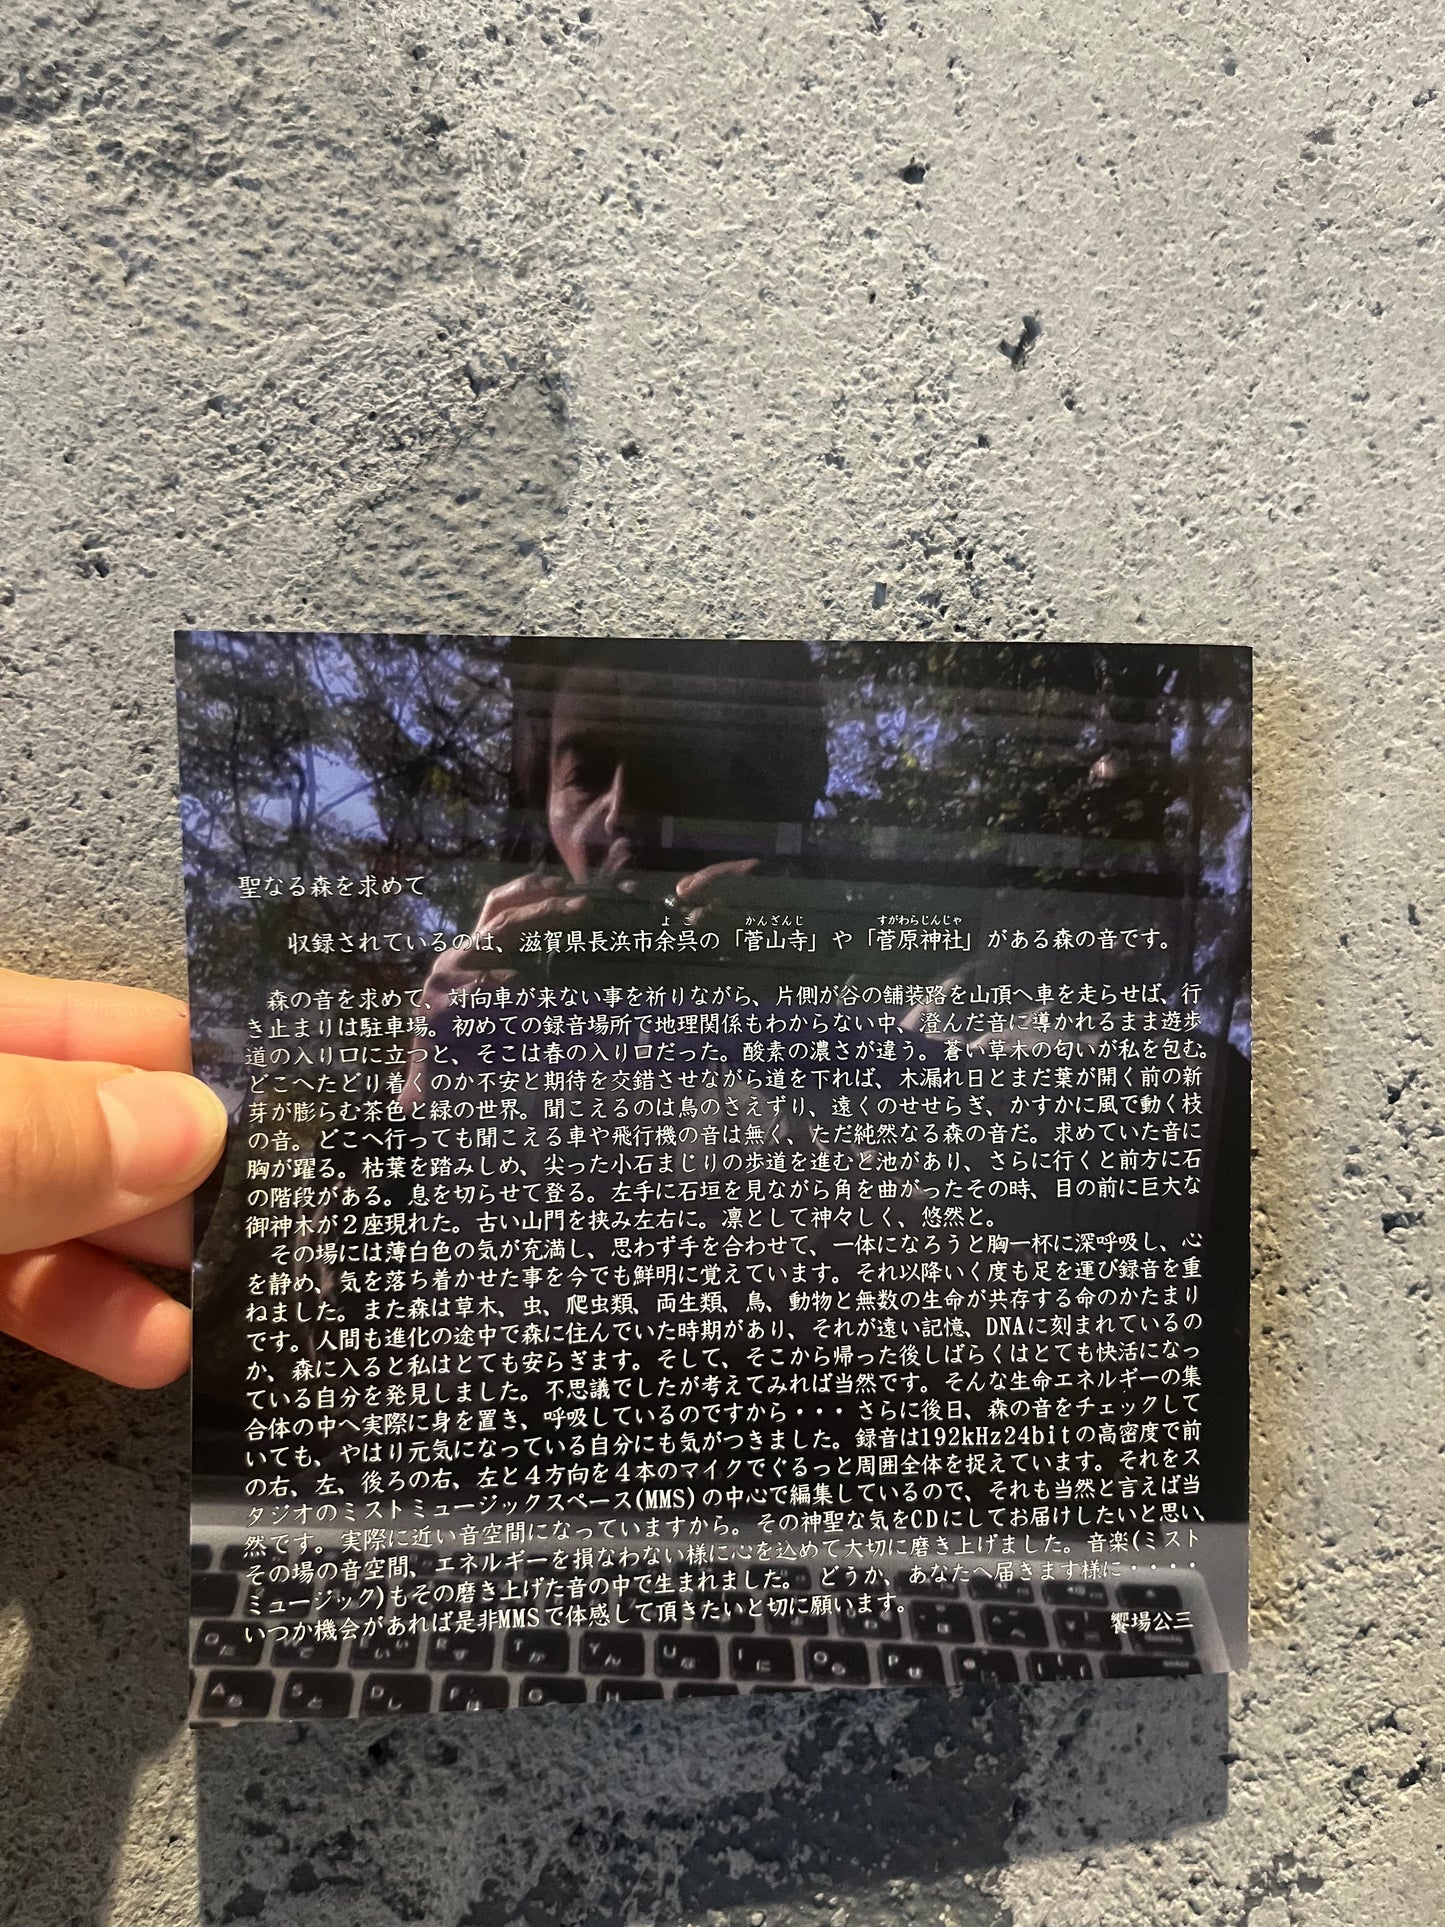 聖なる森を求めて
よご かんざんじ すがわらじんじゃ
収録されているのは、滋賀県長浜市余呉の「菅山寺」や「菅原神社」がある森の音です。
森の音を求めて、対向車が来ない事を祈りながら、片側が谷の舗装路を山頂へ車を走らせば、行
き止まりは駐車場。初めての録音場所で地理関係もわからない中、澄んだ音に導かれるまま遊歩
道の入り口に立つと、そこは春の入り口だった。酸素の濃さが違う。蒼い草木の匂いが私を包む。
どこへたどり着くのか不安と期待を交錯させながら道を下れば、木漏れ日とまだ葉が開く前の新
芽が膨らむ茶色と緑の世界。聞こえるのは鳥のさえずり、遠くのせせらぎ、かすかに風で動く枝
の音。どこへ行っても聞こえる車や飛行機の音は無く、ただ純然なる森の音だ。求めていた音に
胸が躍る。枯葉を踏みしめ、尖った小石まじりの歩道を進むと池があり、さらに行くと前方に石
の階段がある。息を切らせて登る。左手に石垣を見ながら角を曲がったその時、目の前に巨大な
御神木が２座現れた。古い山門を挟み左右に。凛として神々しく、悠然と。
その場には薄白色の気が充満し、思わず手を合わせて、一体になろうと胸一杯に深呼吸し、心
を静め、気を落ち着かせた事を今でも鮮明に覚えています。それ以降いく度も足を運び録音を重
ねました。また森は草木、虫、爬虫類、両生類、鳥、動物と無数の生命が共存する命のかたまり
です。人間も進化の途中で森に住んでいた時期があり、それが遠い記憶、DNAに刻まれているの
か、森に入ると私はとても安らぎます。そして、そこから帰った後しばらくはとても快活になっ
ている自分を発見しました。不思議でしたが考えてみれば当然です。そんな生命エネルギーの集
合体の中へ実際に身を置き、呼吸しているのですから・・・ さらに後日、森の音をチェックして
いても、やはり元気になっている自分にも気がつきました。録音は192kHz24bitの高密度で前
の右、左、後ろの右、左と４方向を４本のマイクでぐるっと周囲全体を捉えています。それをス
タジオのミストミュージックスペース(MMS)の中心で編集しているので、それも当然と言えば当
然です。実際に近い音空間になっていますから。その神聖な気をCDにしてお届けしたいと思い、
その場の音空間、エネルギーを損なわない様に心を込めて大切に磨き上げました。音楽(ミスト
ミュージック)もその磨き上げた音の中で生まれました。 どうか、あなたへ届きます様に・・・・
いつか機会があれば是非MMSで体感して頂きたいと切に願います。
饗場公三
Q た W て E い R す T か Y ん U な I に O ら P せ
A ち S と D し F は G H